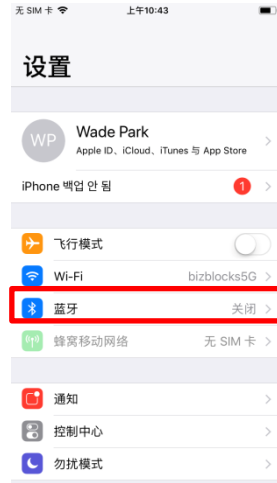 无 SIM 卡 上午10:43
设置
WP
Wade Park
Apple ID、iCloud、iTunes 与 App Store
iPhone 백업 안 됨 1
飞行模式
Wi-Fi bizblocks5G
蓝牙 关闭
蜂窝移动网络 无 SIM 卡
通知
控制中心
勿扰模式